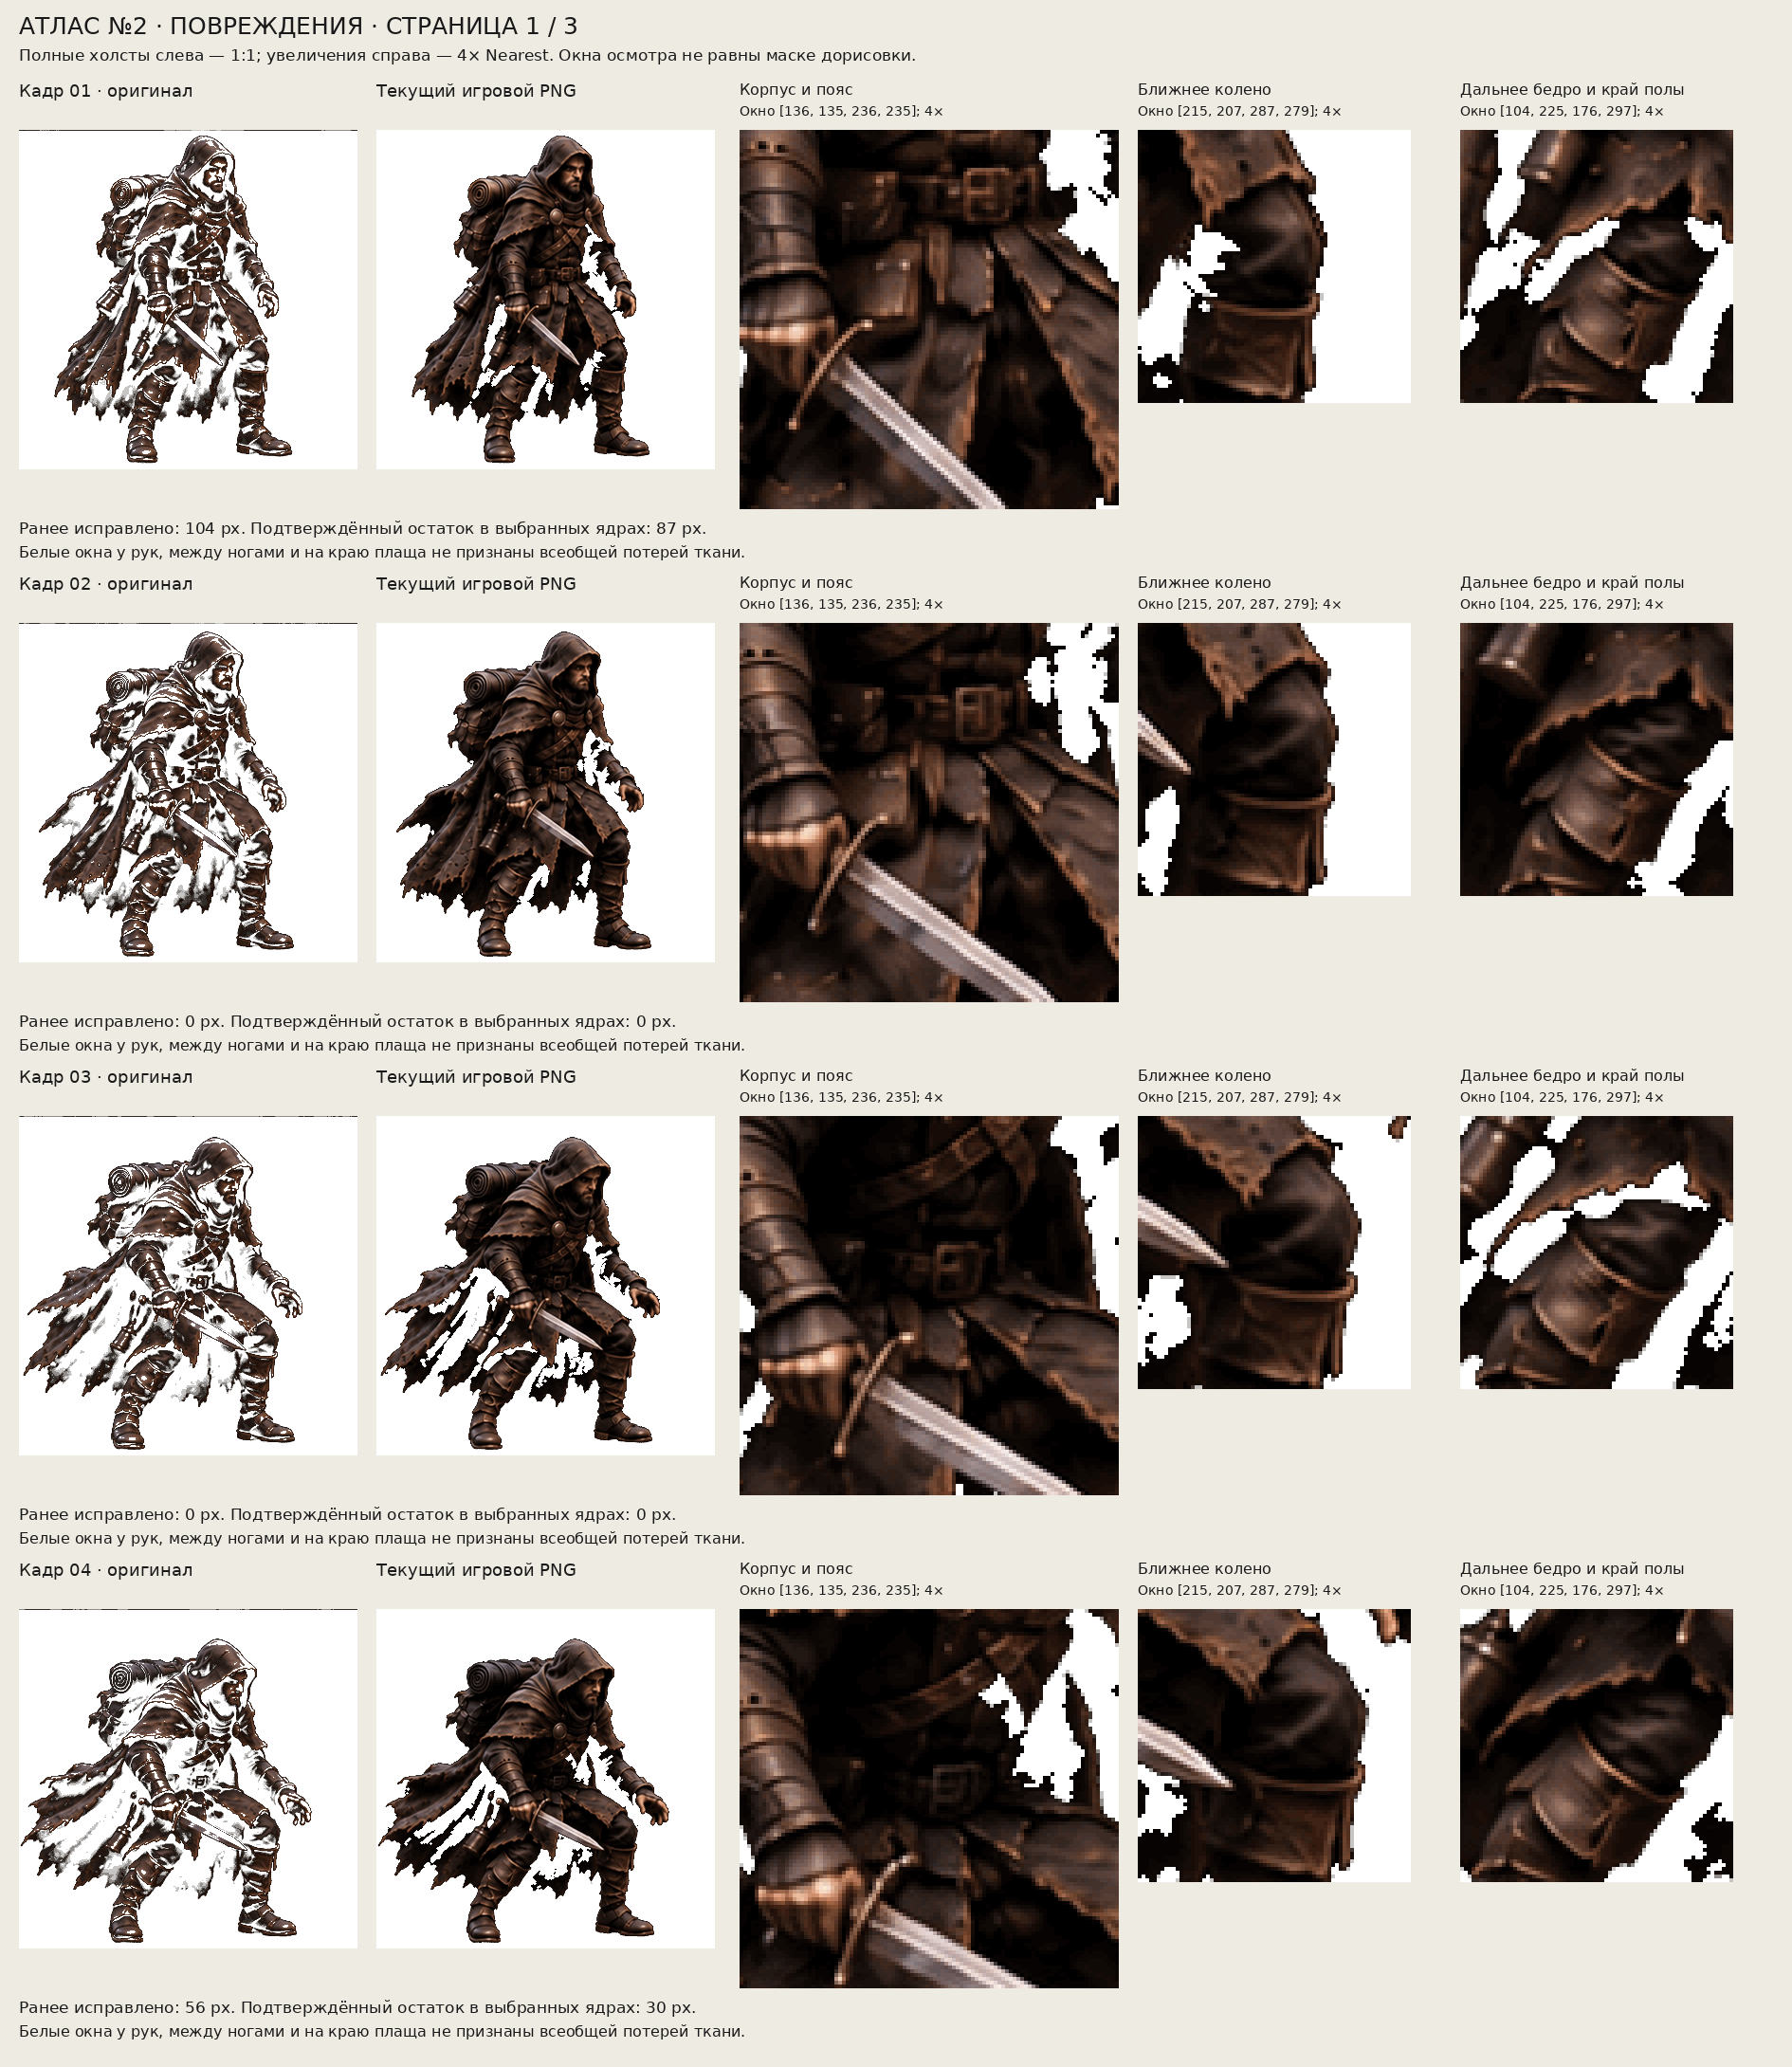 АТЛАС №2 · ПОВРЕЖДЕНИЯ · СТРАНИЦА 1 / 3
Полные холсты слева — 1:1; увеличения справа — 4× Nearest. Окна осмотра не равны маске дорисовки.
Кадр 01 · оригинал
Текущий игровой PNG
Корпус и пояс
Окно [136, 135, 236, 235]; 4×
Ближнее колено
Окно [215, 207, 287, 279]; 4×
Дальнее бедро и край полы
Окно [104, 225, 176, 297]; 4×
Ранее исправлено: 104 px. Подтверждённый остаток в выбранных ядрах: 87 px.
Белые окна у рук, между ногами и на краю плаща не признаны всеобщей потерей ткани.
Кадр 02 · оригинал
Текущий игровой PNG
Корпус и пояс
Окно [136, 135, 236, 235]; 4×
Ближнее колено
Окно [215, 207, 287, 279]; 4×
Дальнее бедро и край полы
Окно [104, 225, 176, 297]; 4×
Ранее исправлено: 0 px. Подтверждённый остаток в выбранных ядрах: 0 px.
Белые окна у рук, между ногами и на краю плаща не признаны всеобщей потерей ткани.
Кадр 03 · оригинал
Текущий игровой PNG
Корпус и пояс
Окно [136, 135, 236, 235]; 4×
Ближнее колено
Окно [215, 207, 287, 279]; 4×
Дальнее бедро и край полы
Окно [104, 225, 176, 297]; 4×
Ранее исправлено: 0 px. Подтверждённый остаток в выбранных ядрах: 0 px.
Белые окна у рук, между ногами и на краю плаща не признаны всеобщей потерей ткани.
Кадр 04 · оригинал
Текущий игровой PNG
Корпус и пояс
Окно [136, 135, 236, 235]; 4×
Ближнее колено
Окно [215, 207, 287, 279]; 4×
Дальнее бедро и край полы
Окно [104, 225, 176, 297]; 4×
Ранее исправлено: 56 px. Подтверждённый остаток в выбранных ядрах: 30 px.
Белые окна у рук, между ногами и на краю плаща не признаны всеобщей потерей ткани.